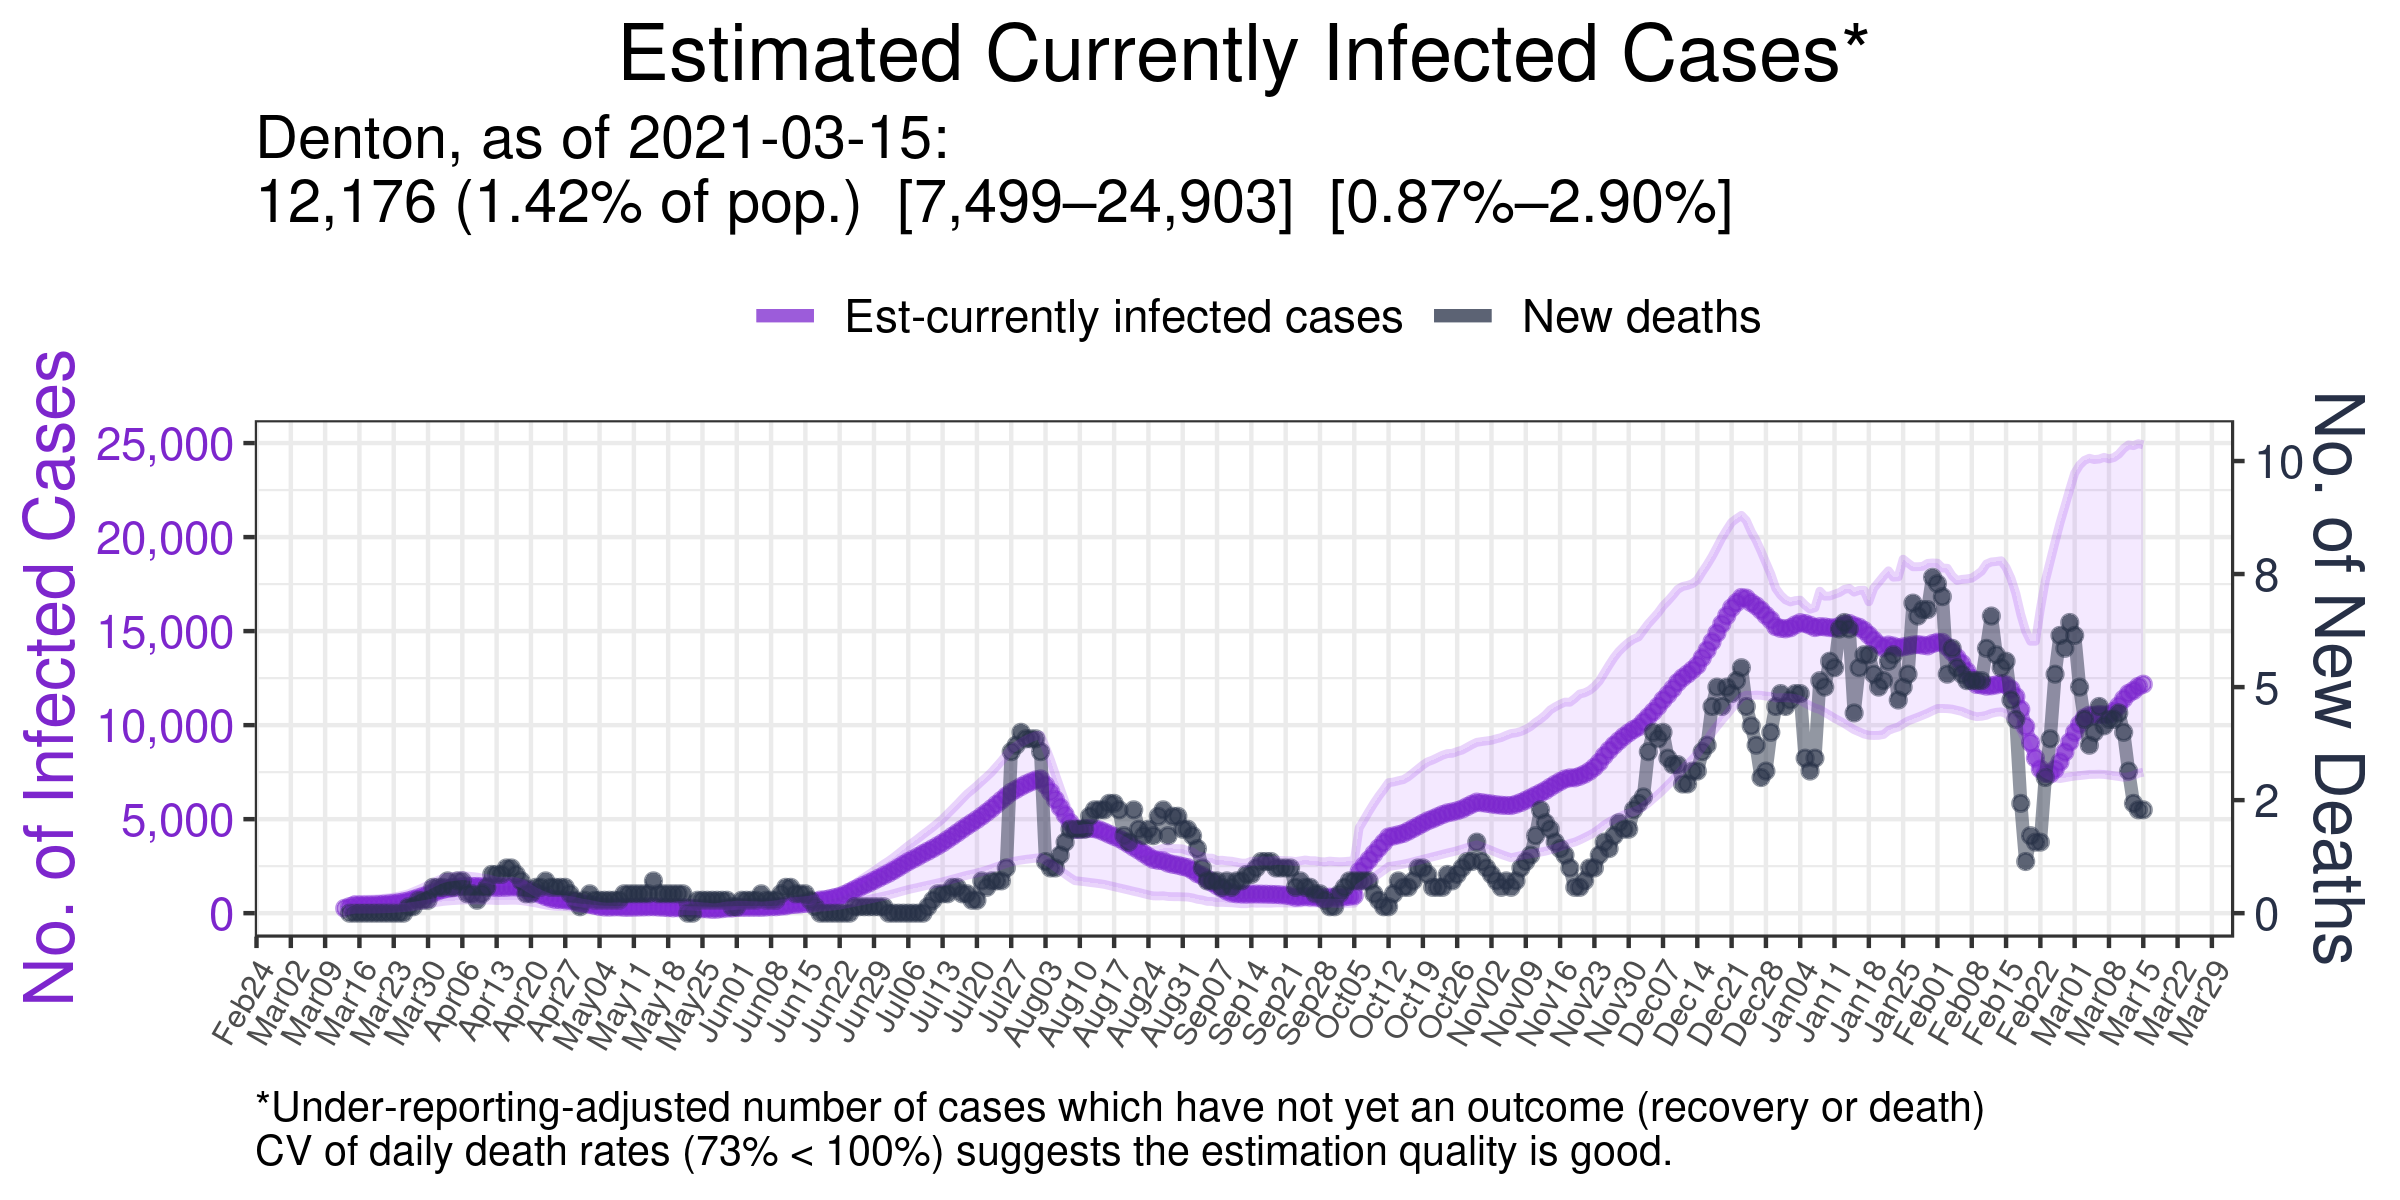 Estimated Currently Infected Cases*
Denton, as of 2021-03-15:
12,176 (1.42% of pop.) [7,499–24,903] [0.87%–2.90%]
Est-currently infected cases New deaths
No. of Infected Cases
25,000
20,000
15,000
10,000
5,000
0
10
8
5
2
0
No. of New Deaths
Feb24 Mar02 Mar09 Mar16 Mar23 Mar30 Apr06 Apr13 Apr20 Apr27 May04 May11 May18 May25 Jun01 Jun08 Jun15 Jun22 Jun29 Jul06 Jul13 Jul20 Jul27 Aug03 Aug10 Aug17 Aug24 Aug31 Sep07 Sep14 Sep21 Sep28 Oct05 Oct12 Oct19 Oct26 Nov02 Nov09 Nov16 Nov23 Nov30 Dec07 Dec14 Dec21 Dec28 Jan04 Jan11 Jan18 Jan25 Feb01 Feb08 Feb15 Feb22 Mar01 Mar08 Mar15 Mar22 Mar29
*Under-reporting-adjusted number of cases which have not yet an outcome (recovery or death)
CV of daily death rates (73% < 100%) suggests the estimation quality is good.